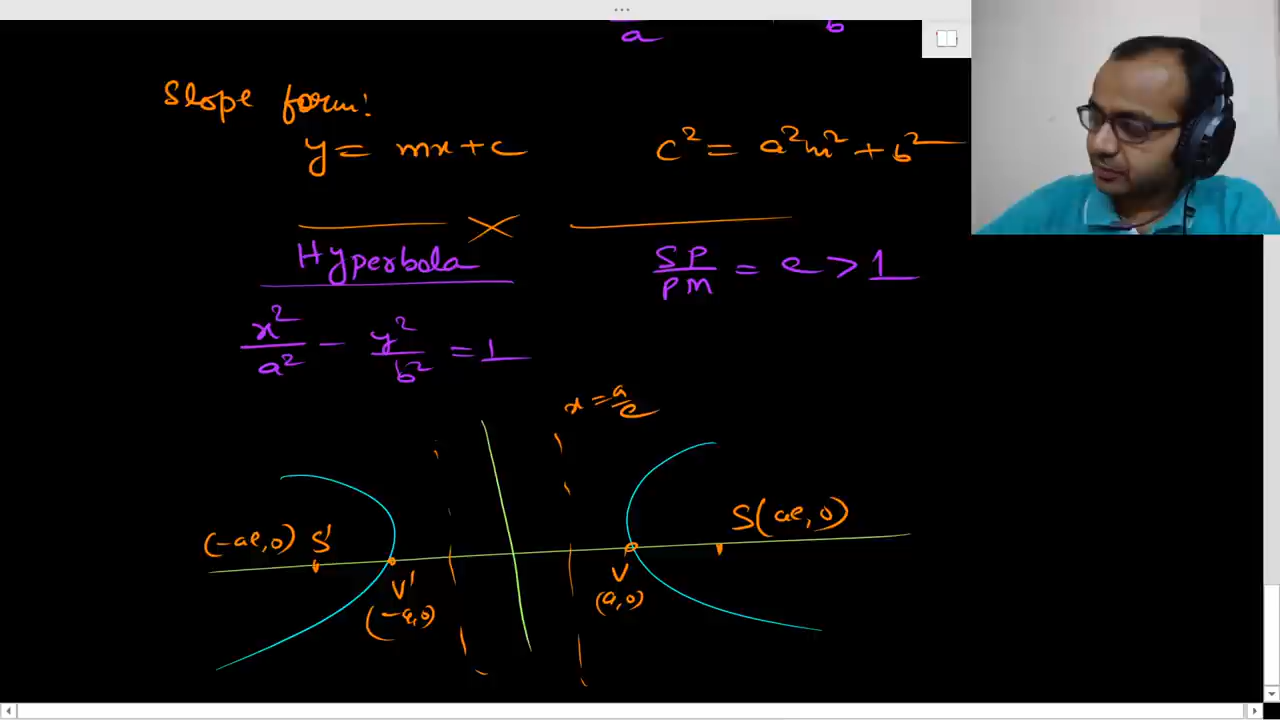 a b
Slope form:
y = mx + c c² = a²m² + b²
Hyperbola SP/PM = e > 1
x²/a² - y²/b² = 1
x = a/e
S(ae, 0)
(-ae, 0) S'
V' V
(-a, 0) (a, 0)